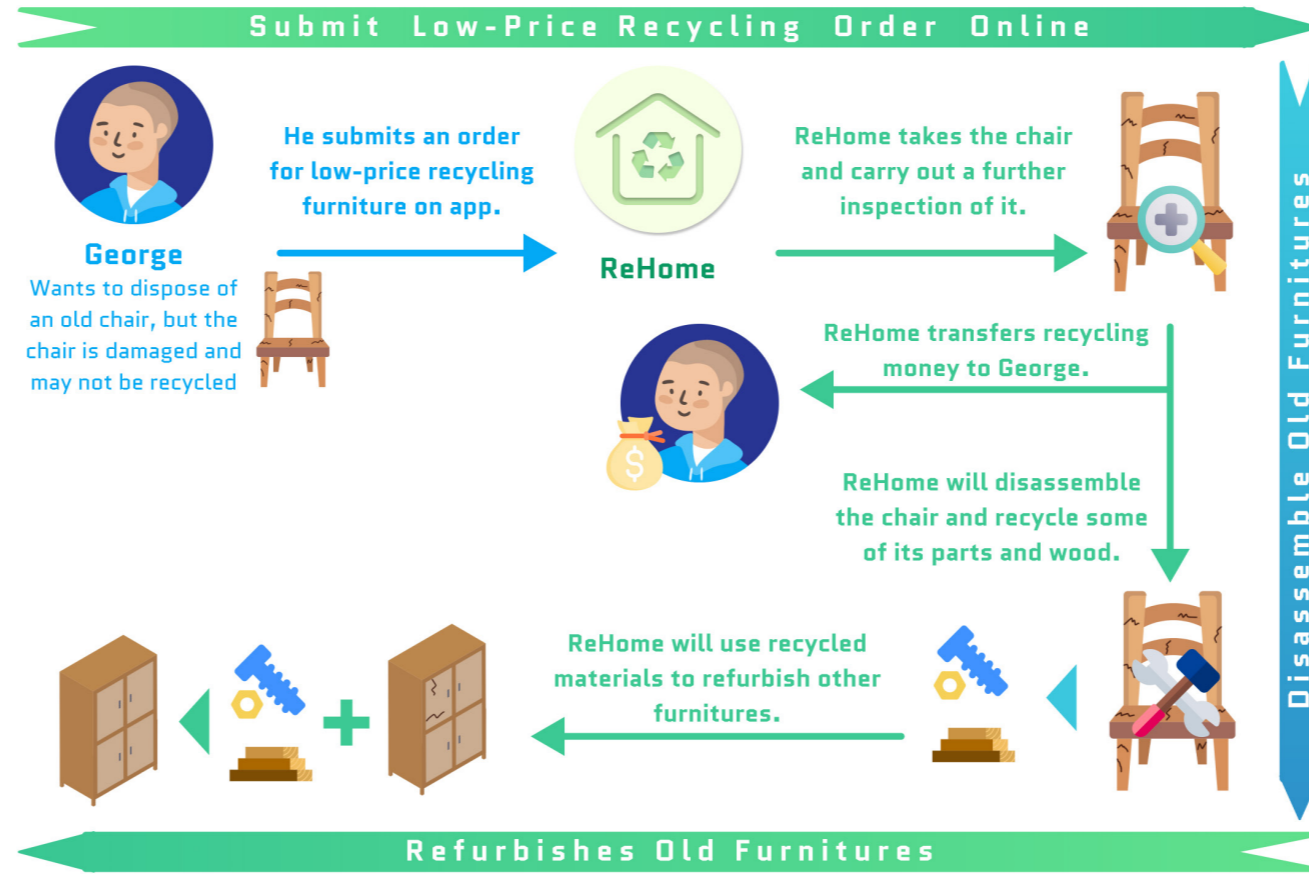 Submit Low-Price Recycling Order Online
He submits an order
for low-price recycling
furniture on app.
George
Wants to dispose of
an old chair, but the
chair is damaged and
may not be recycled
ReHome
ReHome takes the chair
and carry out a further
inspection of it.
ReHome transfers recycling
money to George.
$
ReHome will disassemble
the chair and recycle some
of its parts and wood.
Disassemble Old Furnitures
ReHome will use recycled
materials to refurbish other
furnitures.
Refurbishes Old Furnitures